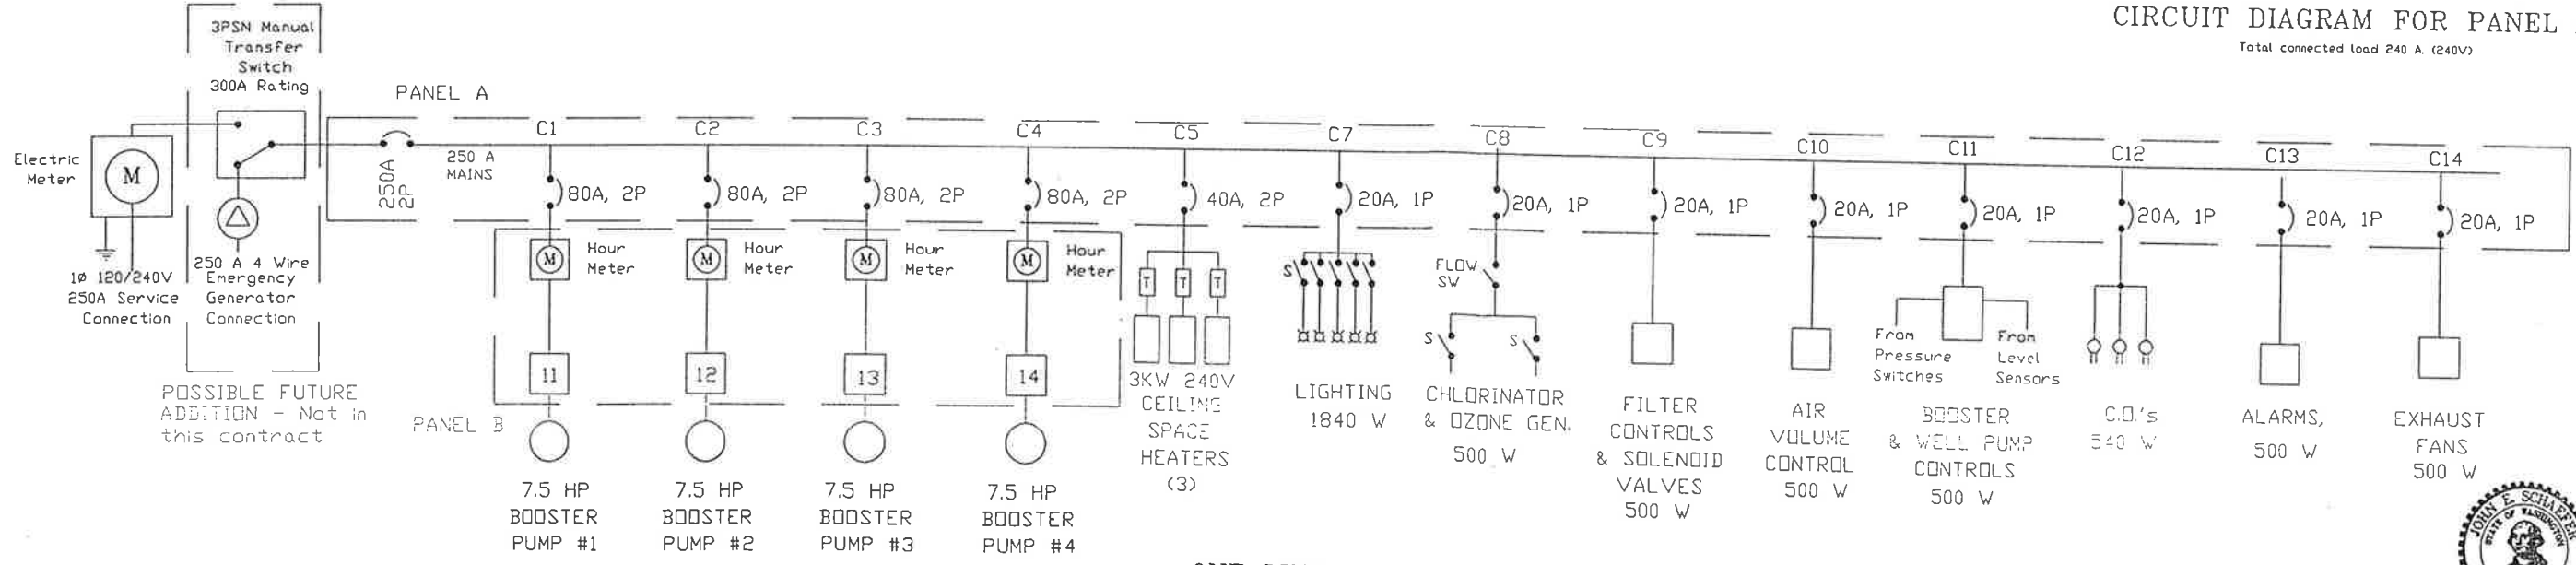 CIRCUIT DIAGRAM FOR PANEL
Total connected load 240 A. (240V)
3PSN Manual
Transfer
Switch
300A Rating
PANEL A
Electric
Meter
M
250A
2P
250 A
MAINS
1ø 120/240V
250A Service
Connection
250 A 4 Wire
Emergency
Generator
Connection
POSSIBLE FUTURE
ADDITION - Not in
this contract
PANEL B
C1
80A, 2P
M
Hour
Meter
11
7.5 HP
BOOSTER
PUMP #1
C2
80A, 2P
M
Hour
Meter
12
7.5 HP
BOOSTER
PUMP #2
C3
80A, 2P
M
Hour
Meter
13
7.5 HP
BOOSTER
PUMP #3
C4
80A, 2P
M
Hour
Meter
14
7.5 HP
BOOSTER
PUMP #4
C5
40A, 2P
T T T
3KW 240V
CEILING
SPACE
HEATERS
(3)
C7
20A, 1P
S
LIGHTING
1840 W
C8
20A, 1P
FLOW
SW
S S
CHLORINATOR
& OZONE GEN.
500 W
C9
20A, 1P
FILTER
CONTROLS
& SOLENOID
VALVES
500 W
C10
20A, 1P
AIR
VOLUME
CONTROL
500 W
C11
20A, 1P
From
Pressure
Switches
From
Level
Sensors
BOOSTER
& WELL PUMP
CONTROLS
500 W
C12
20A, 1P
C.O.'s
540 W
C13
20A, 1P
ALARMS,
500 W
C14
20A, 1P
EXHAUST
FANS
500 W
JOHN E. SCHAEFER
STATE OF WASHINGTON